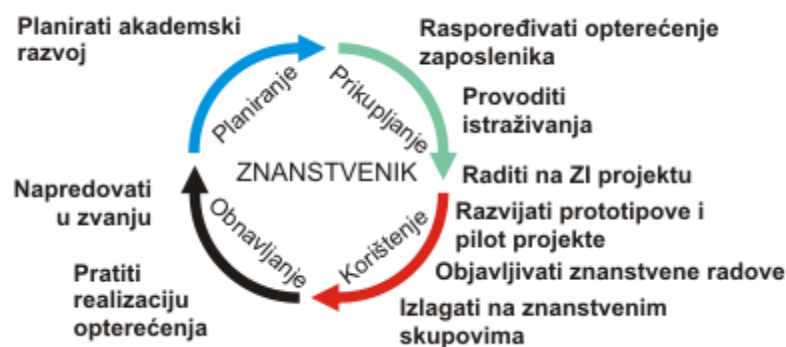 Planirati akademski
razvoj
Raspoređivati opterećenje
zaposlenika
Planiranje
Prikupljanje
Provoditi
istraživanja
ZNANSTVENIK
Raditi na ZI projektu
Napredovati
u zvanju
Razvijati prototipove i
pilot projekte
Obnavljanje
Korištenje
Objavljivati znanstvene radove
Pratiti
realizaciju
opterećenja
Izlagati na znanstvenim
skupovima